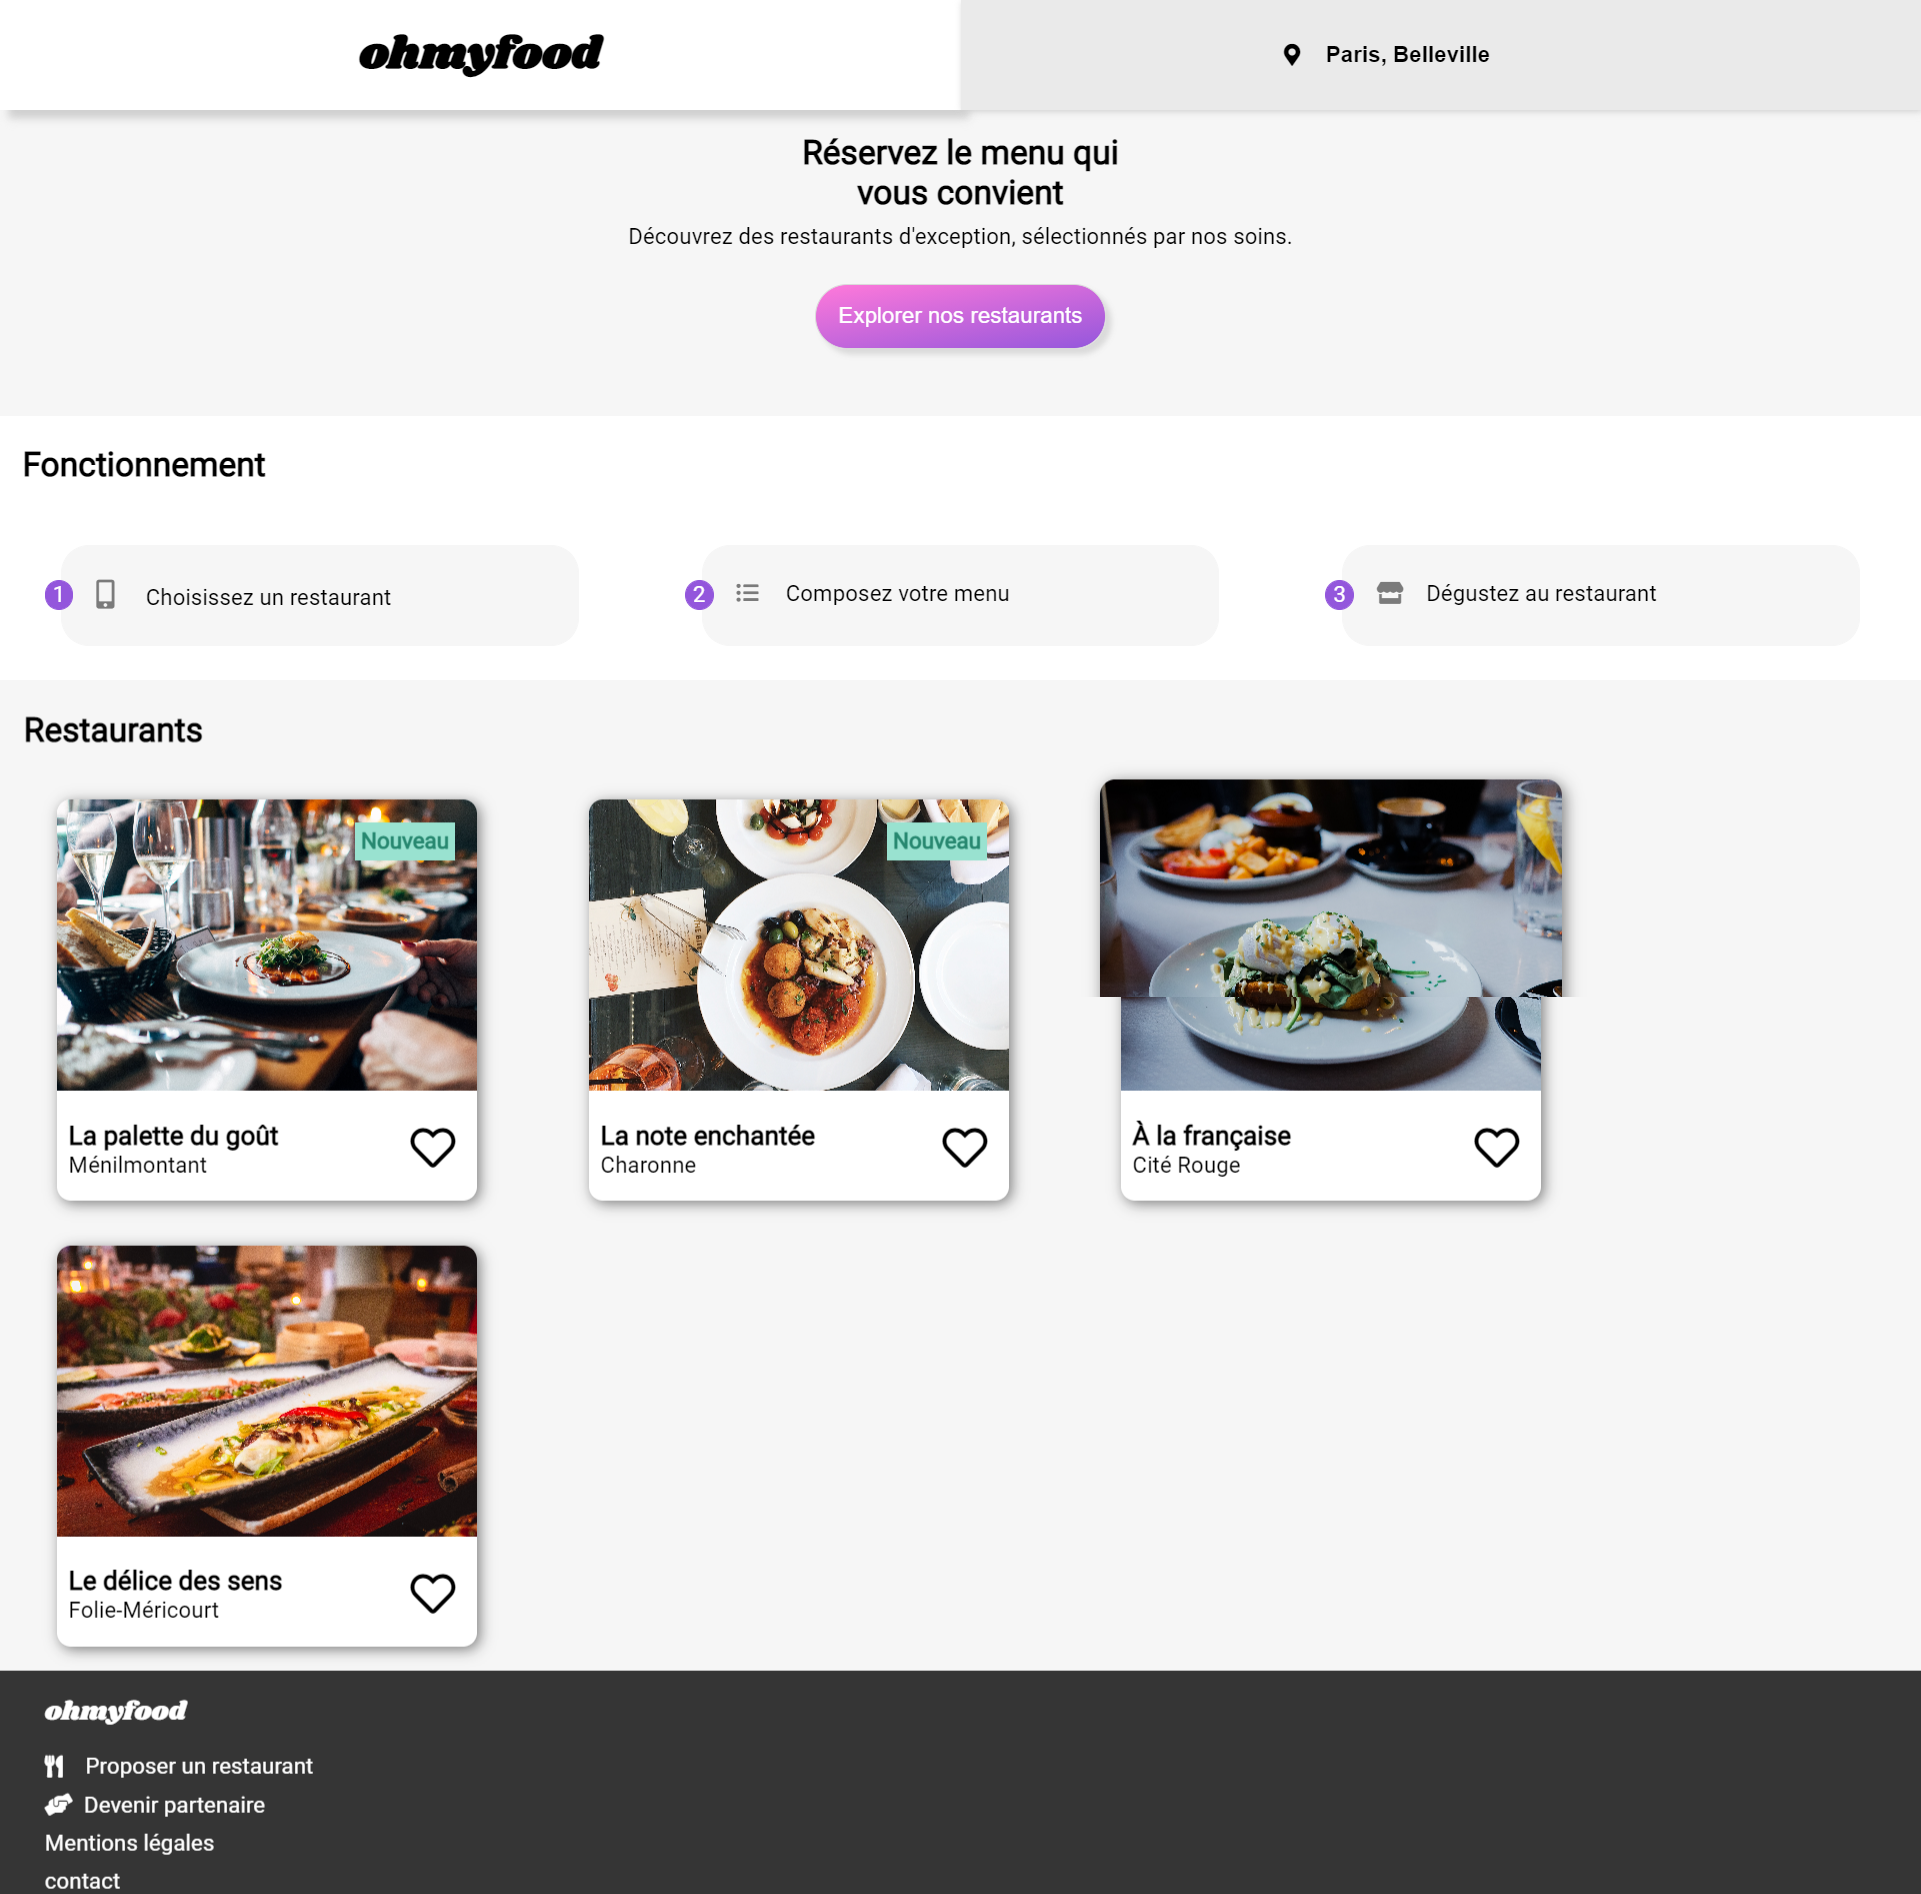 ohmyfood
Paris, Belleville
Réservez le menu qui
vous convient
Découvrez des restaurants d'exception, sélectionnés par nos soins.
Explorer nos restaurants
Fonctionnement
1 Choisissez un restaurant
2 Composez votre menu
3 Dégustez au restaurant
Restaurants
Nouveau
La palette du goût
Ménilmontant
Nouveau
La note enchantée
Charonne
À la française
Cité Rouge
Le délice des sens
Folie-Méricourt
ohmyfood
Proposer un restaurant
Devenir partenaire
Mentions légales
contact